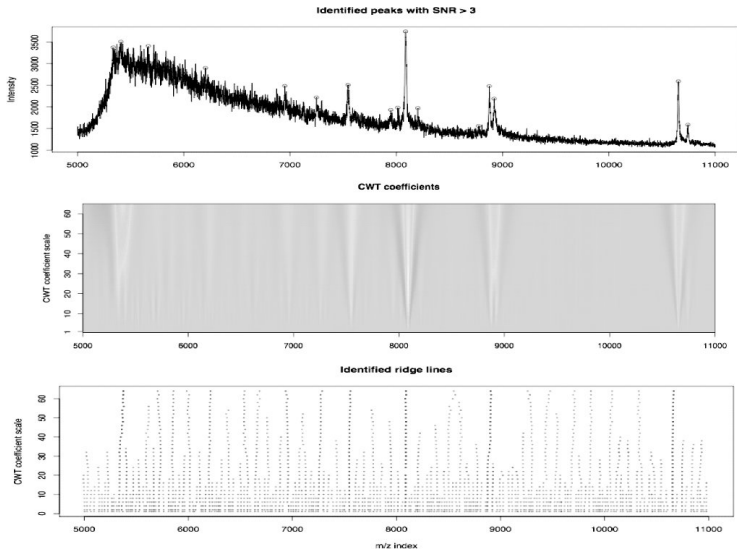 Identified peaks with SNR > 3
Intensity
3500
3000
2500
2000
1500
1000
5000 6000 7000 8000 9000 10000 11000
CWT coefficients
CWT coefficient scale
60
50
40
30
20
10
1
5000 6000 7000 8000 9000 10000 11000
Identified ridge lines
CWT coefficient scale
60
50
40
30
20
10
0
5000 6000 7000 8000 9000 10000 11000
m/z index